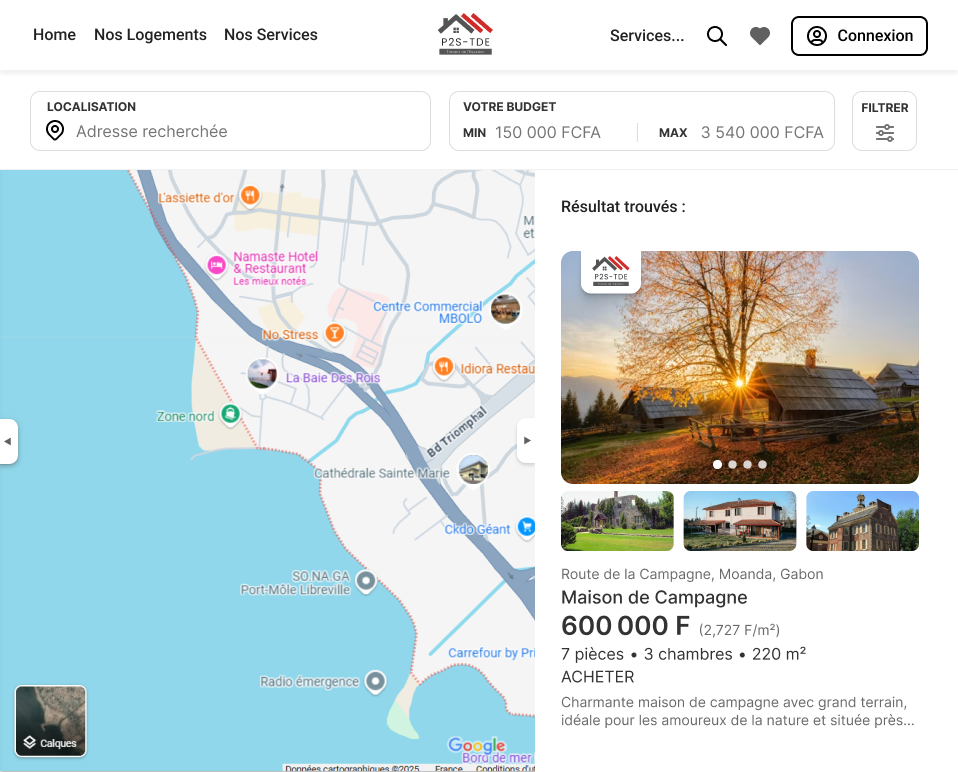 Home
Nos Logements
Nos Services
P2S-TDE
Services...
Connexion
LOCALISATION
Adresse recherchée
VOTRE BUDGET
MIN 150 000 FCFA
MAX 3 540 000 FCFA
FILTRER
L'assiette d'or
M
et
Namaste Hotel
& Restaurant
Les mieux notés
Centre Commercial
MBOLO
No Stress
La Baie Des Rois
Idiora Restau
Zone nord
Bd Triomphal
Cathédrale Sainte Marie
Ckdo Géant
SO.NA.GA
Port-Môle Libreville
Carrefour by Pri
Radio émergence
Calques
Google
Bord de mer
Données cartographiques ©2025
France
Conditions d'ut
Résultat trouvés :
P2S-TDE
Route de la Campagne, Moanda, Gabon
Maison de Campagne
600 000 F (2,727 F/m²)
7 pièces • 3 chambres • 220 m²
ACHETER
Charmante maison de campagne avec grand terrain,
idéale pour les amoureux de la nature et située près...